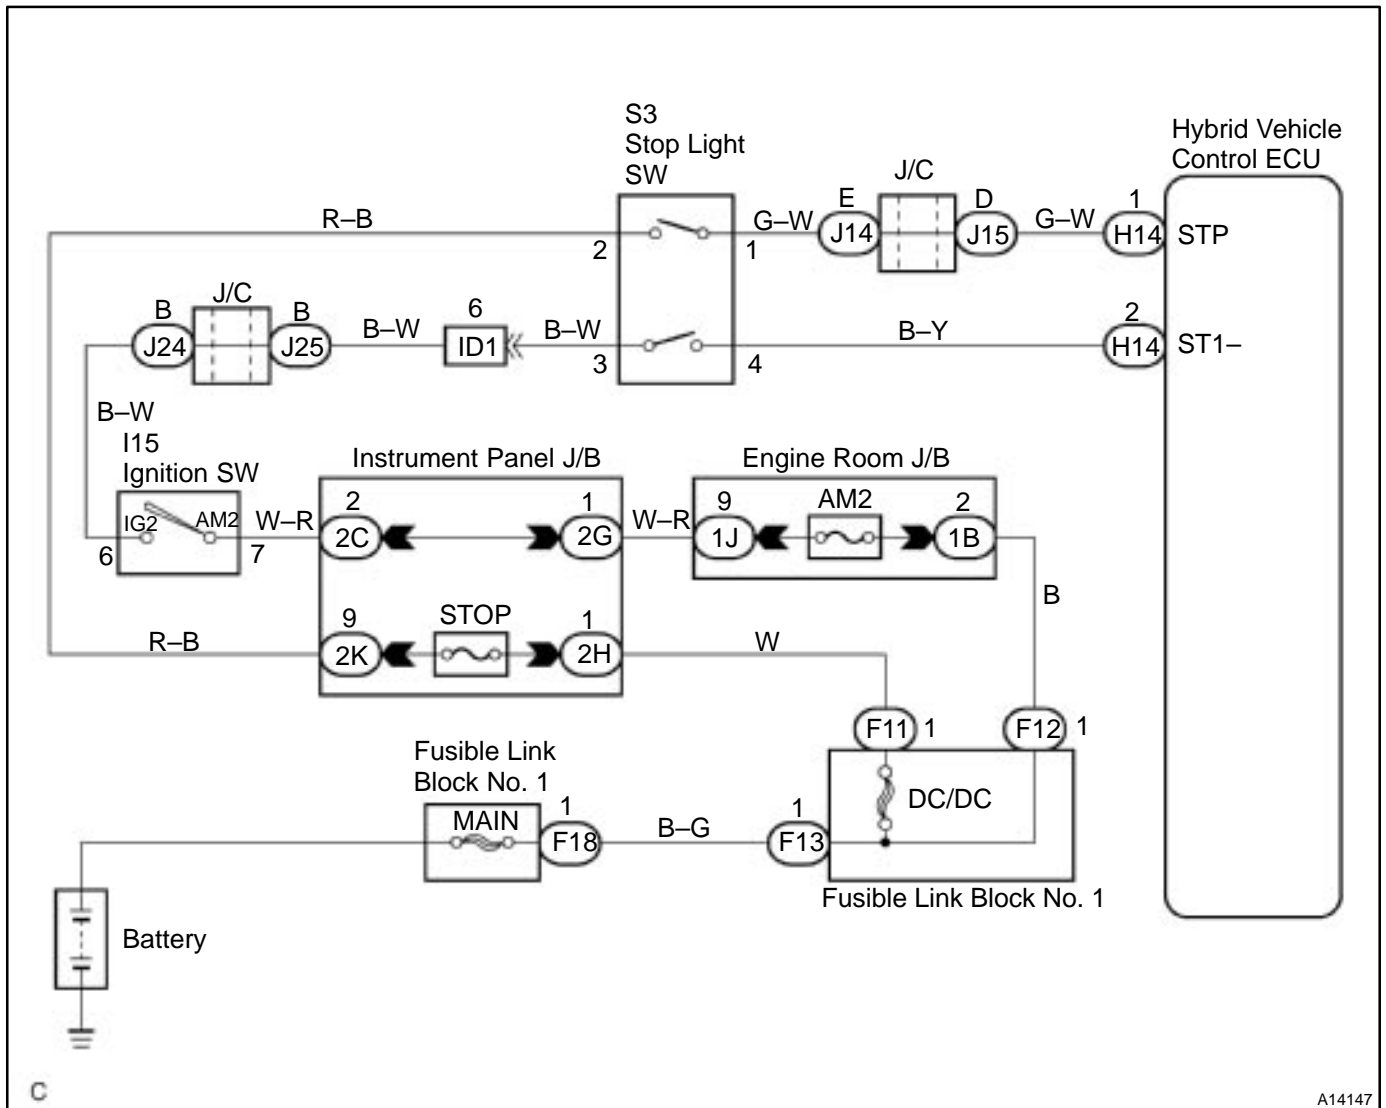 S3
Stop Light
SW
Hybrid Vehicle
Control ECU
J/C
R–B
2
1
G–W
E
J14
D
J15
G–W
1
H14
STP
J/C
B
J24
B
J25
B–W
6
ID1
B–W
3
4
B–Y
2
H14
ST1–
B–W
I15
Ignition SW
IG2
AM2
6
7
W–R
Instrument Panel J/B
2
2C
1
2G
W–R
Engine Room J/B
9
1J
AM2
2
1B
B
R–B
9
2K
STOP
1
2H
W
F11
1
F12
1
Fusible Link
Block No. 1
MAIN
1
F18
B–G
1
F13
DC/DC
Fusible Link Block No. 1
Battery
C
A14147